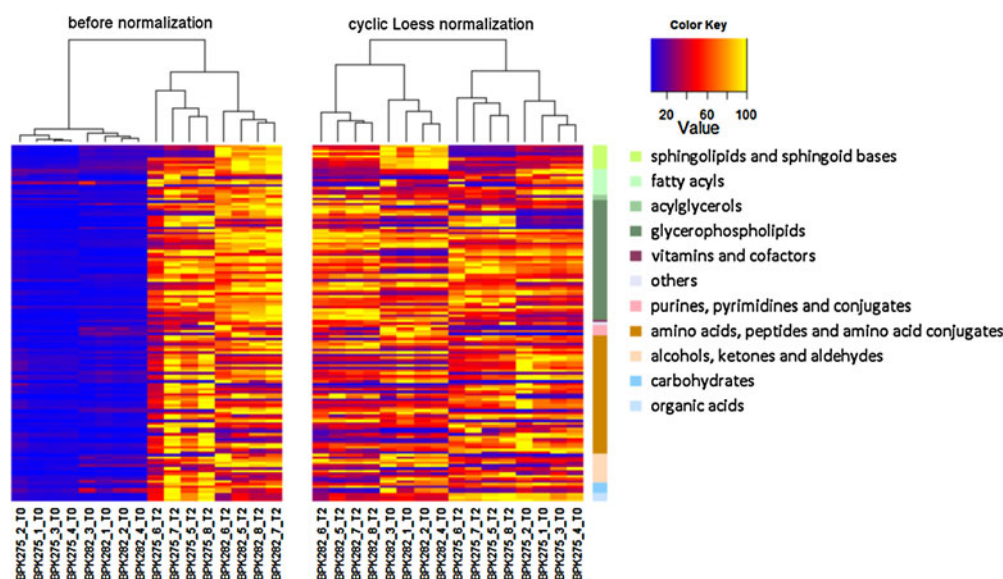 before normalization
cyclic Loess normalization
Color Key
20 60 100
Value
sphingolipids and sphingoid bases
fatty acyls
acylglycerols
glycerophospholipids
vitamins and cofactors
others
purines, pyrimidines and conjugates
amino acids, peptides and amino acid conjugates
alcohols, ketones and aldehydes
carbohydrates
organic acids
BPK275_2_T0
BPK275_1_T0
BPK275_3_T0
BPK275_4_T0
BPK282_3_T0
BPK282_1_T0
BPK282_2_T0
BPK282_4_T0
BPK275_6_T2
BPK275_7_T2
BPK275_5_T2
BPK275_8_T2
BPK282_6_T2
BPK282_5_T2
BPK282_8_T2
BPK282_7_T2
BPK282_6_T2
BPK282_5_T2
BPK282_7_T2
BPK282_8_T2
BPK282_3_T0
BPK282_1_T0
BPK282_2_T0
BPK282_4_T0
BPK275_6_T2
BPK275_7_T2
BPK275_5_T2
BPK275_8_T2
BPK275_2_T0
BPK275_1_T0
BPK275_3_T0
BPK275_4_T0